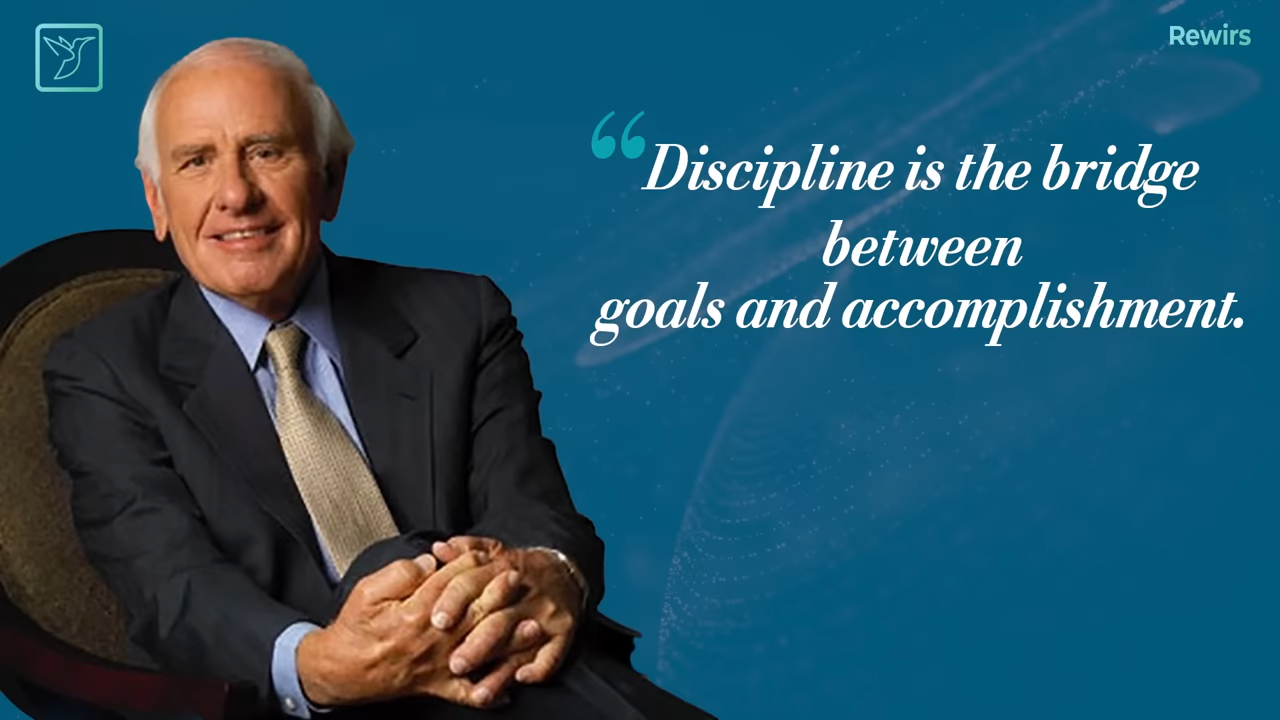 Rewirs
“Discipline is the bridge
between
goals and accomplishment.